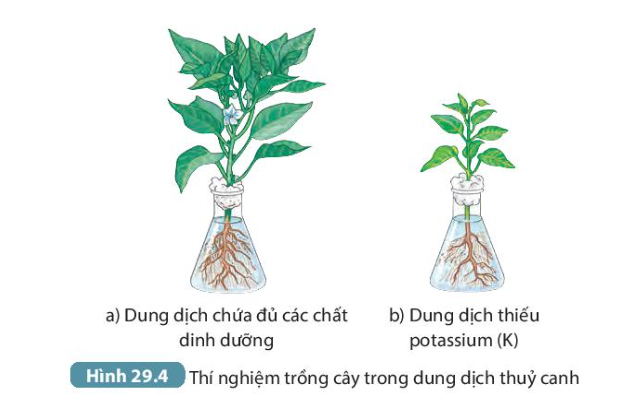 a) Dung dịch chứa đủ các chất
dinh dưỡng
b) Dung dịch thiếu
potassium (K)
Hình 29.4 Thí nghiệm trồng cây trong dung dịch thuỷ canh